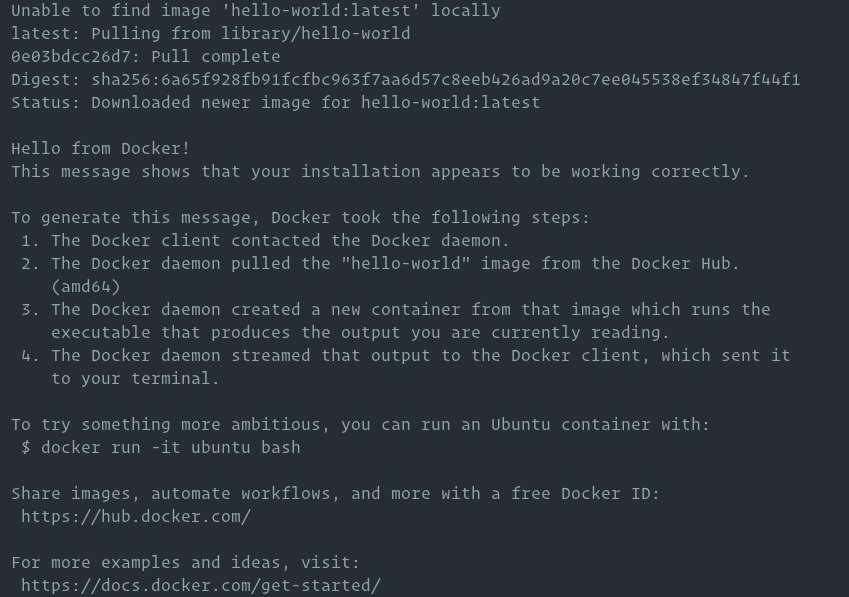 Unable to find image 'hello-world:latest' locally
latest: Pulling from library/hello-world
0e03bdcc26d7: Pull complete
Digest: sha256:6a65f928fb91fcfbc963f7aa6d57c8eeb426ad9a20c7ee045538ef34847f44f1
Status: Downloaded newer image for hello-world:latest

Hello from Docker!
This message shows that your installation appears to be working correctly.

To generate this message, Docker took the following steps:
 1. The Docker client contacted the Docker daemon.
 2. The Docker daemon pulled the "hello-world" image from the Docker Hub.
    (amd64)
 3. The Docker daemon created a new container from that image which runs the
    executable that produces the output you are currently reading.
 4. The Docker daemon streamed that output to the Docker client, which sent it
    to your terminal.

To try something more ambitious, you can run an Ubuntu container with:
 $ docker run -it ubuntu bash

Share images, automate workflows, and more with a free Docker ID:
 https://hub.docker.com/

For more examples and ideas, visit:
 https://docs.docker.com/get-started/